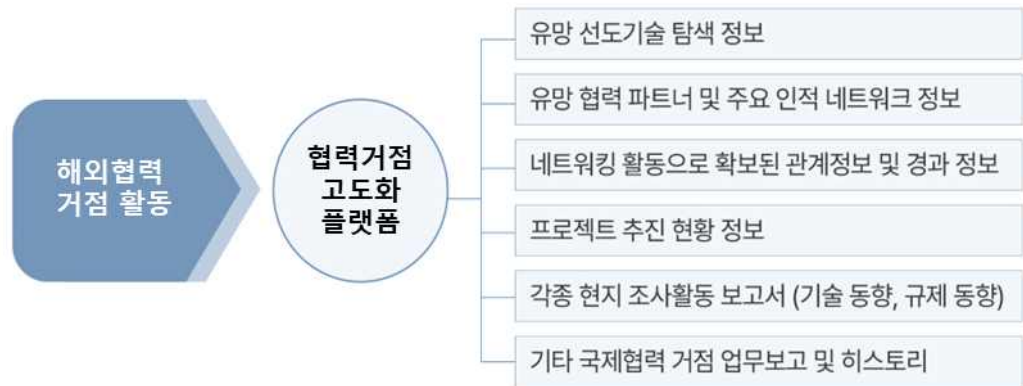 해외협력
거점 활동
협력거점
고도화
플랫폼
유망 선도기술 탐색 정보
유망 협력 파트너 및 주요 인적 네트워크 정보
네트워킹 활동으로 확보된 관계정보 및 경과 정보
프로젝트 추진 현황 정보
각종 현지 조사활동 보고서 (기술 동향, 규제 동향)
기타 국제협력 거점 업무보고 및 히스토리